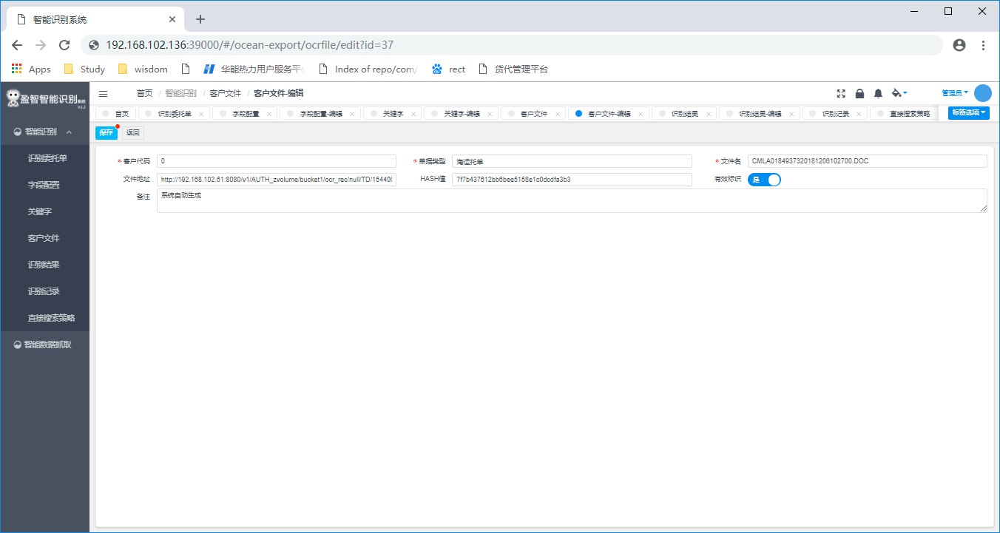 智能识别系统
192.168.102.136:39000/#/ocean-export/ocrfile/edit?id=37
Apps Study wisdom 华能热力用户服务平台 Index of repo/com/ rect 货代管理平台
盈智智能识别系统 V2.2
首页 / 智能识别 / 客户文件 / 客户文件-编辑 管理员
首页 识别委托单 字段配置 字段配置-编辑 关键字 关键字-编辑 客户文件 客户文件-编辑 识别结果 识别结果-编辑 识别记录 直接搜索策略 标签选项
保存 返回
智能识别
识别委托单
字段配置
关键字
客户文件
识别结果
识别记录
直接搜索策略
智能数据抓取
* 客户代码 0 * 单据类型 海运托单 * 文件名 CMLA0184937320181206102700.DOC
文件地址 http://192.168.102.61:8080/v1/AUTH_zvolume/bucket1/ocr_rec/null/TD/15440 HASH值 7f7b437612bb6bee5158e1c0dcdfa3b3 有效标识 是
备注 系统自动生成